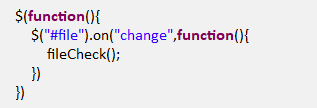 $(function(){
    $("#file").on("change",function(){
        fileCheck();
    })
})